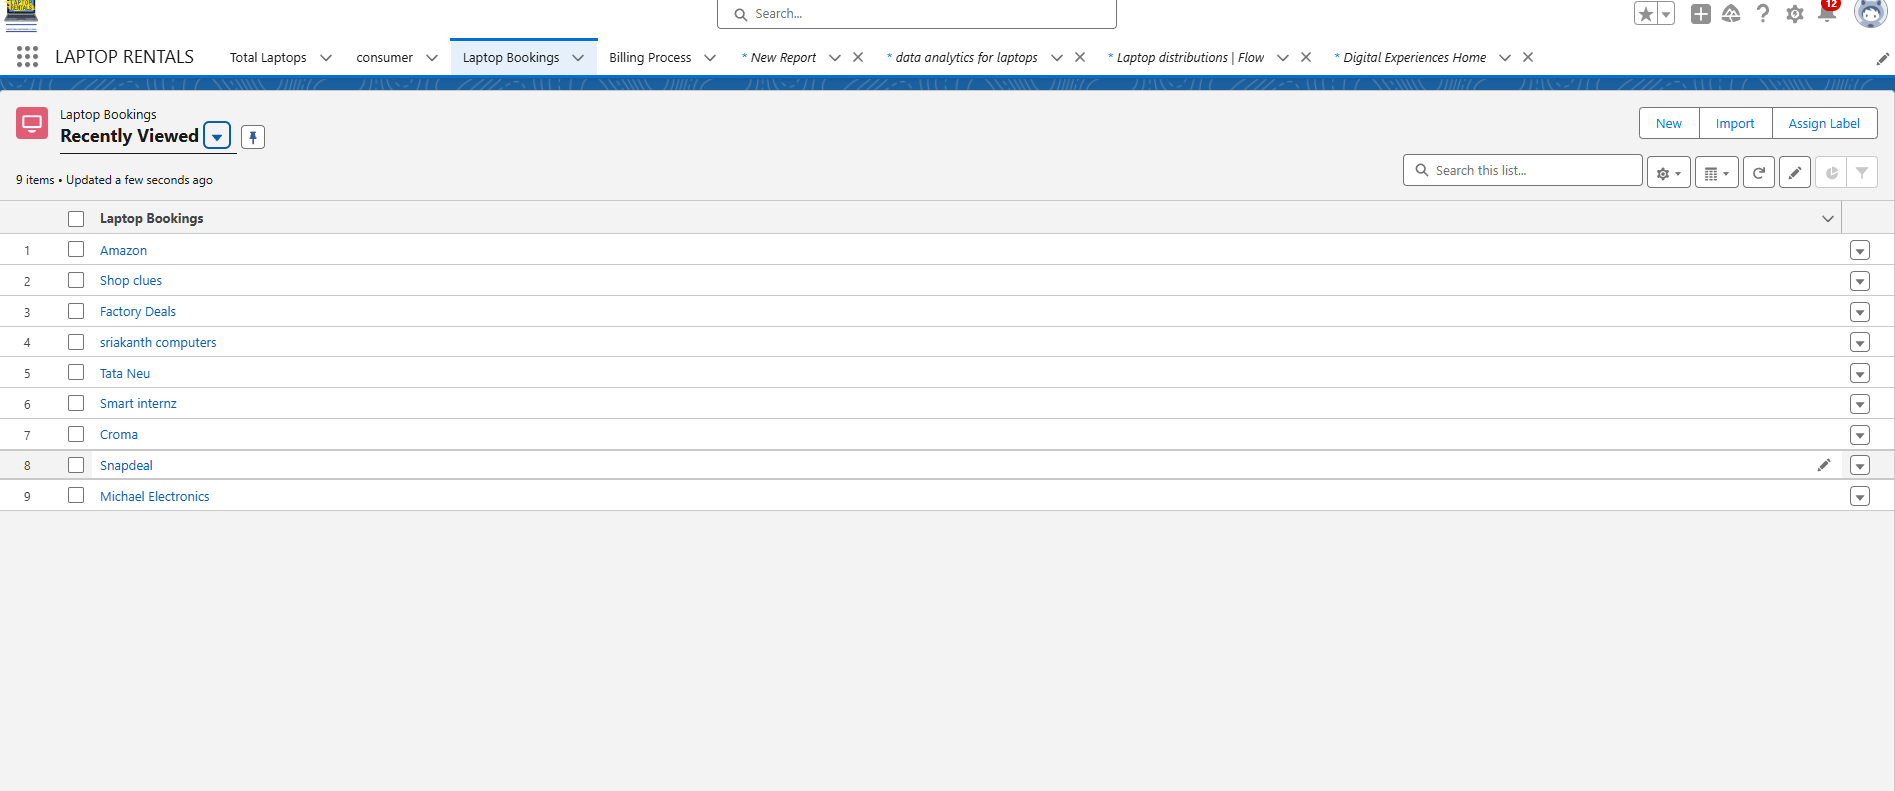 LAPTOP
RENTALS
Search...
12
LAPTOP RENTALS
Total Laptops
consumer
Laptop Bookings
Billing Process
* New Report
* data analytics for laptops
* Laptop distributions | Flow
* Digital Experiences Home
Laptop Bookings
Recently Viewed
New
Import
Assign Label
9 items • Updated a few seconds ago
Search this list...
Laptop Bookings
1 Amazon
2 Shop clues
3 Factory Deals
4 sriakanth computers
5 Tata Neu
6 Smart internz
7 Croma
8 Snapdeal
9 Michael Electronics